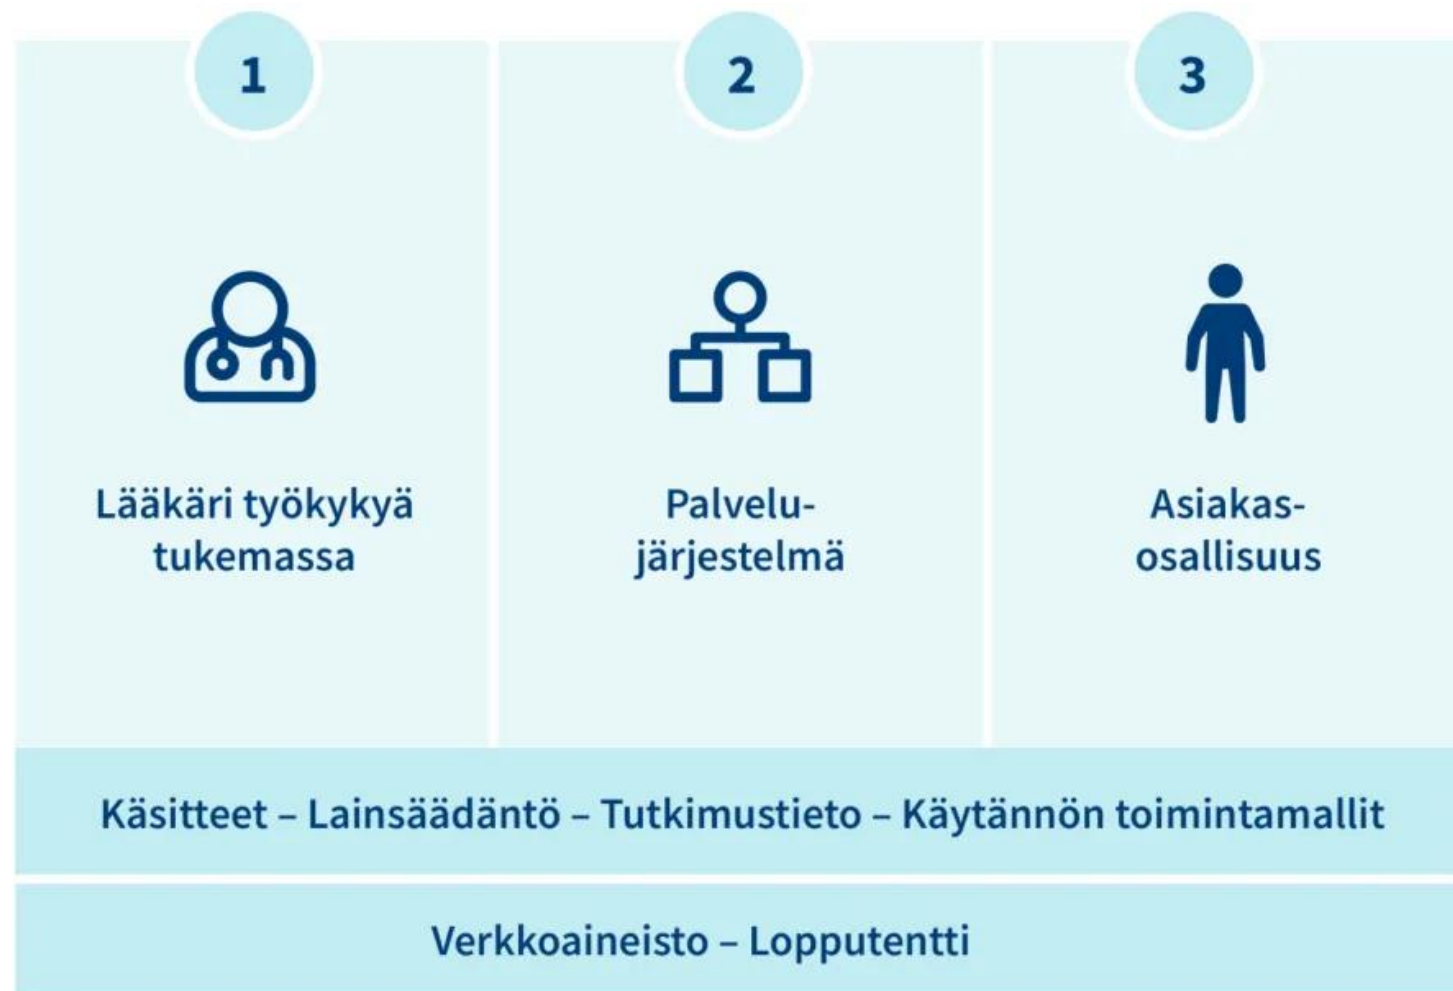 1
2
3
Lääkäri työkykyä
tukemassa
Palvelu-
järjestelmä
Asiakas-
osallisuus
Käsitteet – Lainsäädäntö – Tutkimustieto – Käytännön toimintamallit
Verkkoaineisto – Lopputentti